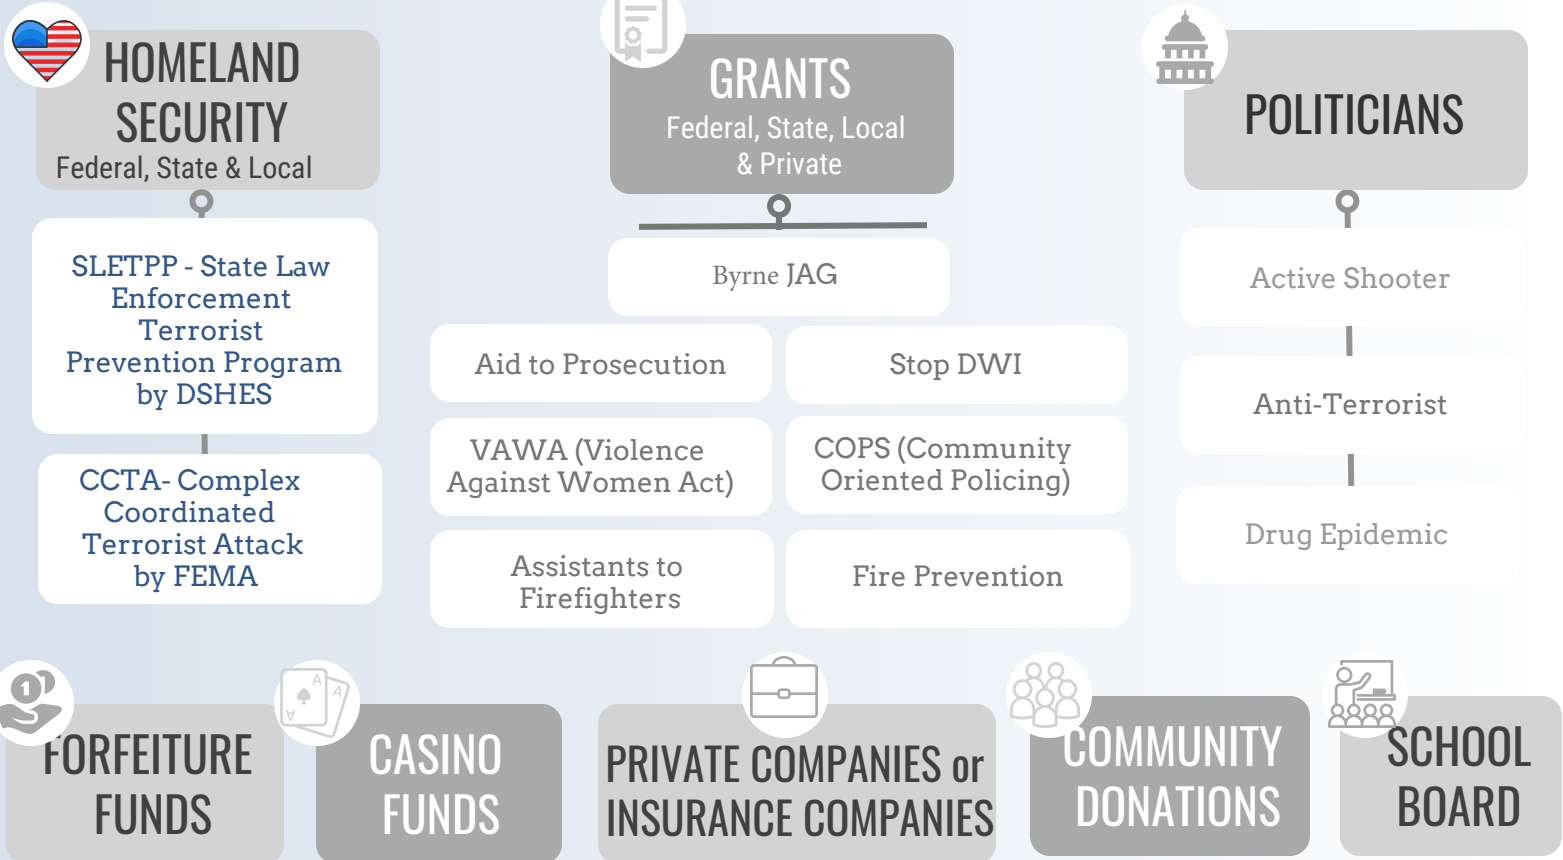 HOMELAND
SECURITY
Federal, State & Local
SLETPP - State Law
Enforcement
Terrorist
Prevention Program
by DSHES
CCTA- Complex
Coordinated
Terrorist Attack
by FEMA
GRANTS
Federal, State, Local
& Private
Byrne JAG
Aid to Prosecution
Stop DWI
VAWA (Violence
Against Women Act)
COPS (Community
Oriented Policing)
Assistants to
Firefighters
Fire Prevention
POLITICIANS
Active Shooter
Anti-Terrorist
Drug Epidemic
1
FORFEITURE
FUNDS
A
A
A
CASINO
FUNDS
PRIVATE COMPANIES or
INSURANCE COMPANIES
COMMUNITY
DONATIONS
SCHOOL
BOARD